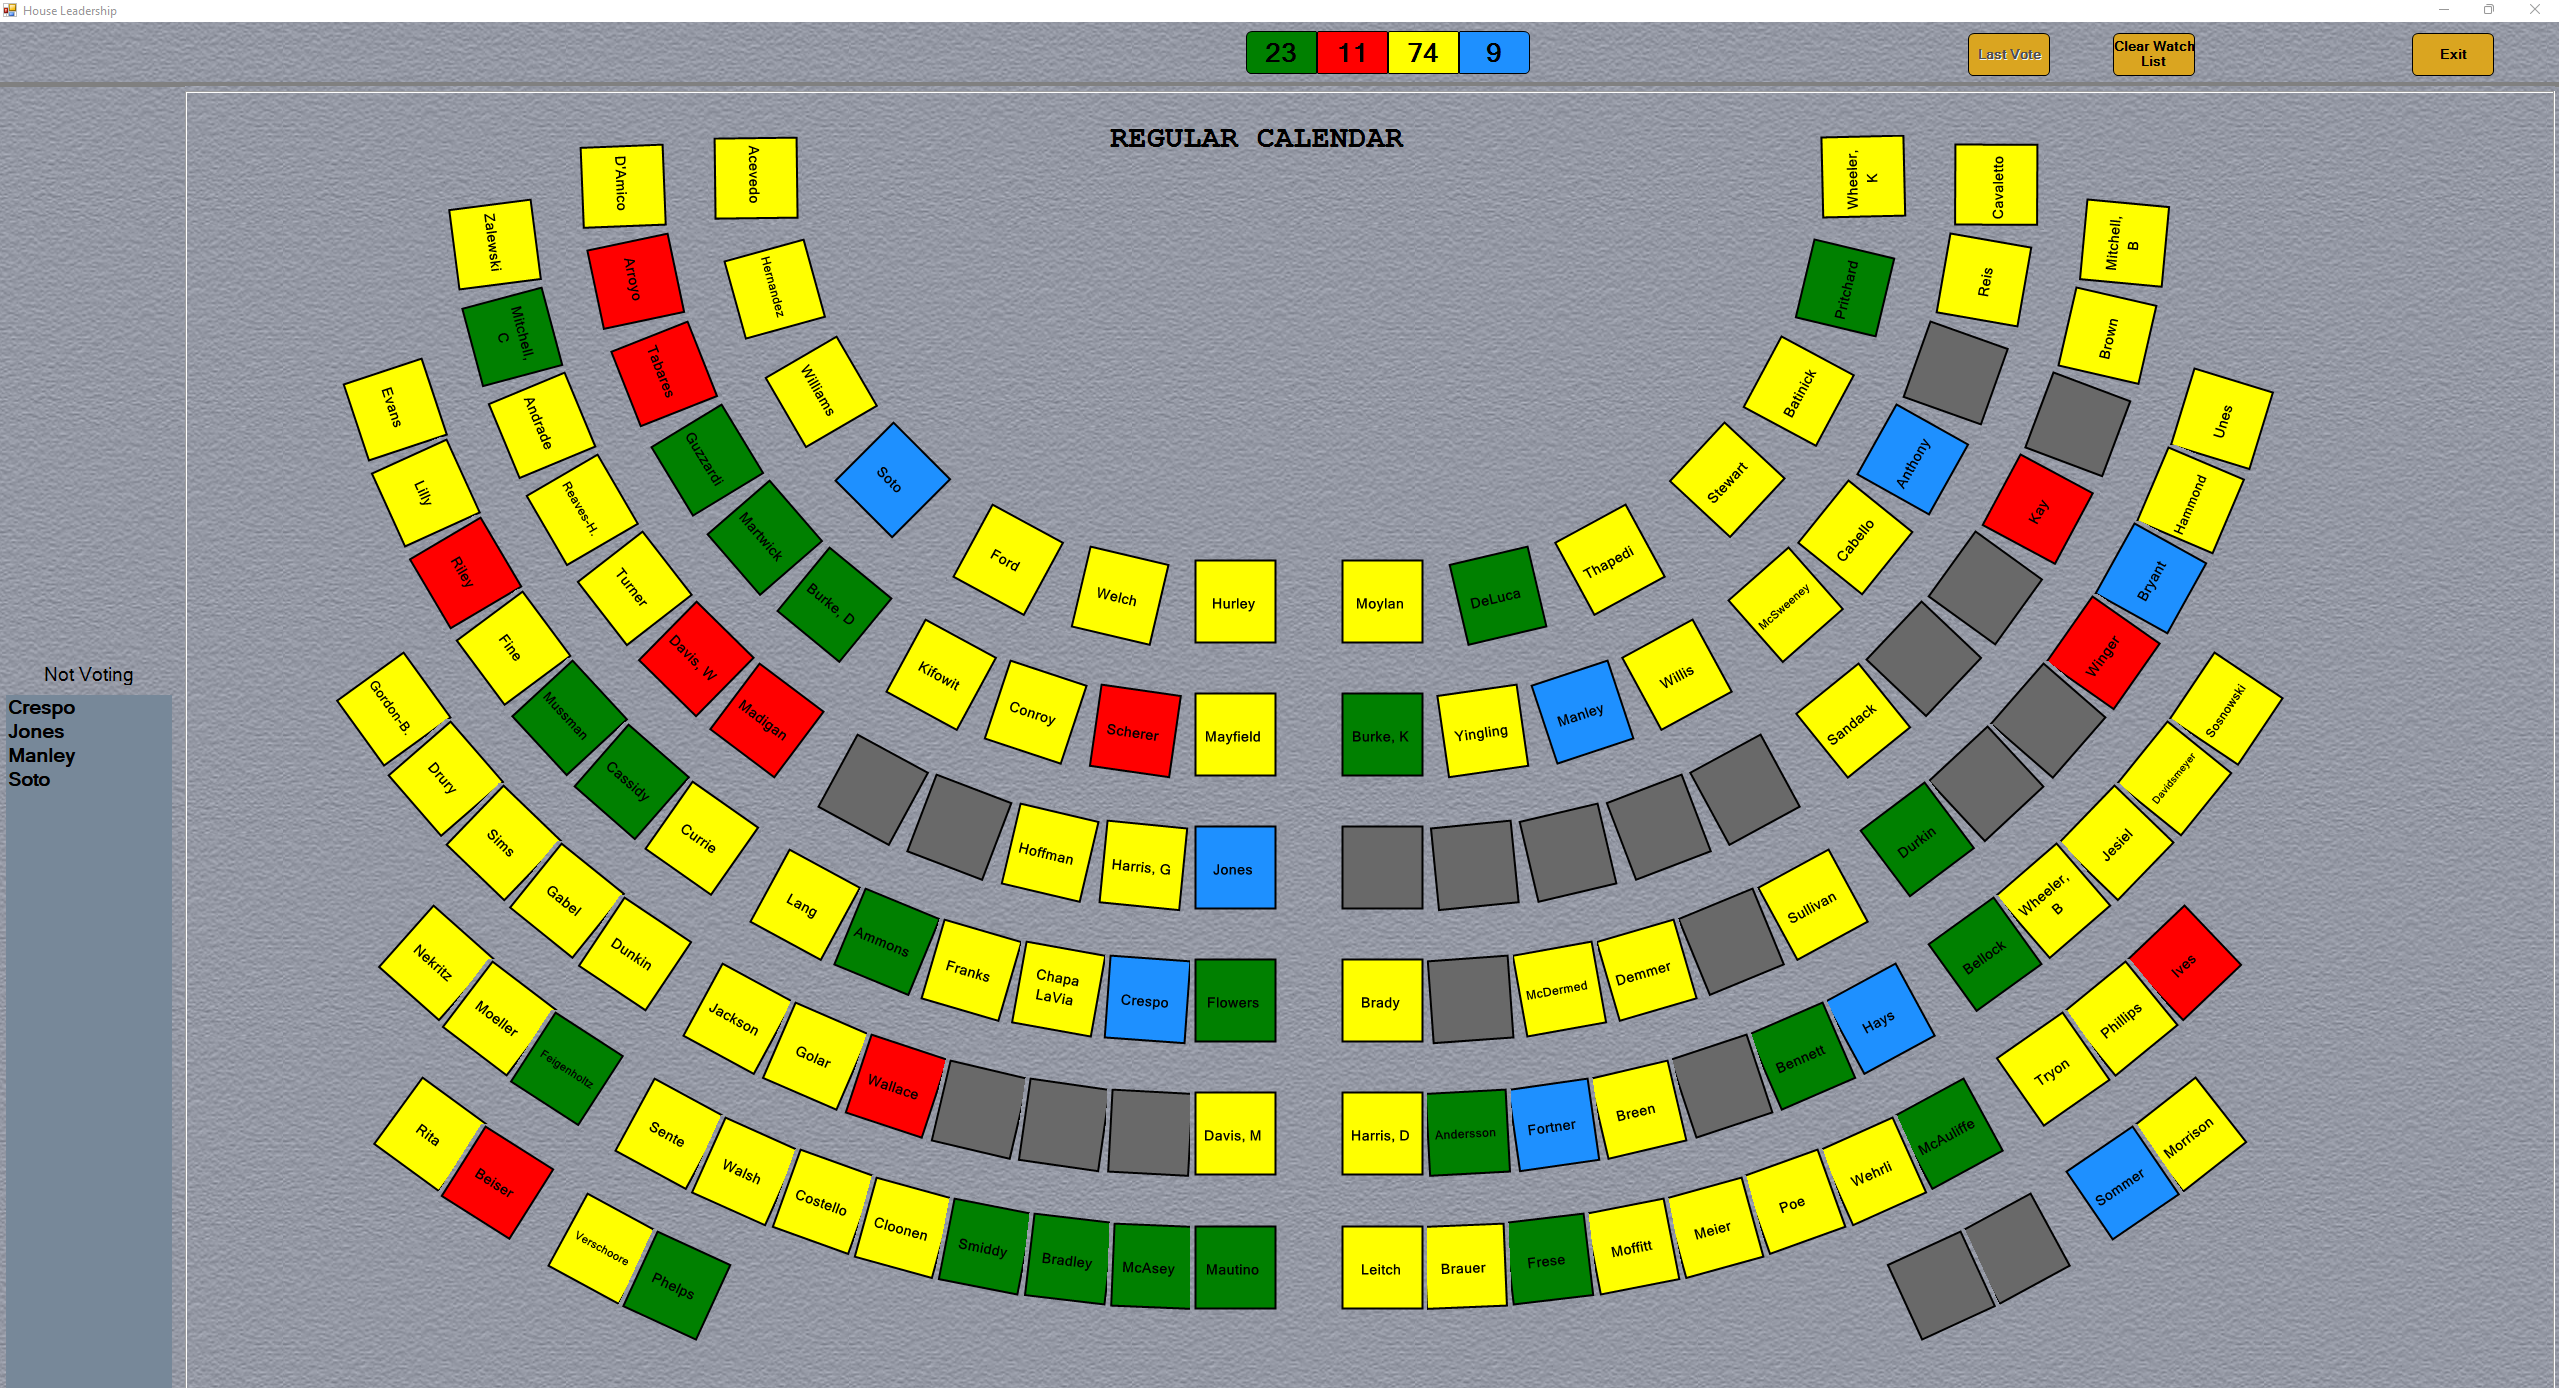 House Leadership
23 11 74 9
Last Vote
Clear Watch
List
Exit
REGULAR CALENDAR
Not Voting
Crespo
Jones
Manley
Soto
Zalewski
D'Amico
Acevedo
Mitchell,
C
Arroyo
Hernandez
Evans
Andrade
Tabares
Williams
Lilly
Reaves-H.
Guzzardi
Soto
Riley
Turner
Martwick
Ford
Welch
Hurley
Fine
Davis, W
Burke, D
Kifowit
Conroy
Scherer
Mayfield
Gordon-B.
Mussman
Madigan
Hoffman
Harris, G
Jones
Drury
Cassidy
Currie
Lang
Ammons
Franks
Chapa
LaVia
Crespo
Flowers
Sims
Gabel
Dunkin
Jackson
Golar
Wallace
Davis, M
Nekritz
Moeller
Feigenholtz
Sente
Walsh
Costello
Cloonen
Smiddy
Bradley
McAsey
Mautino
Rita
Beiser
Verschoore
Phelps
Wheeler,
K
Cavaletto
Mitchell,
B
Pritchard
Reis
Brown
Batinick
Unes
Stewart
Anthony
Kay
Hammond
Moylan
DeLuca
Thapedi
McSweeney
Cabello
Bryant
Burke, K
Yingling
Manley
Willis
Sandack
Winger
Sosnowski
Durkin
Davidsmeyer
Brady
McDermed
Demmer
Sullivan
Bellock
Wheeler,
B
Jesiel
Harris, D
Andersson
Fortner
Breen
Bennett
Hays
Tryon
Phillips
Ives
Leitch
Brauer
Frese
Moffitt
Meier
Poe
Wehrli
McAuliffe
Sommer
Morrison